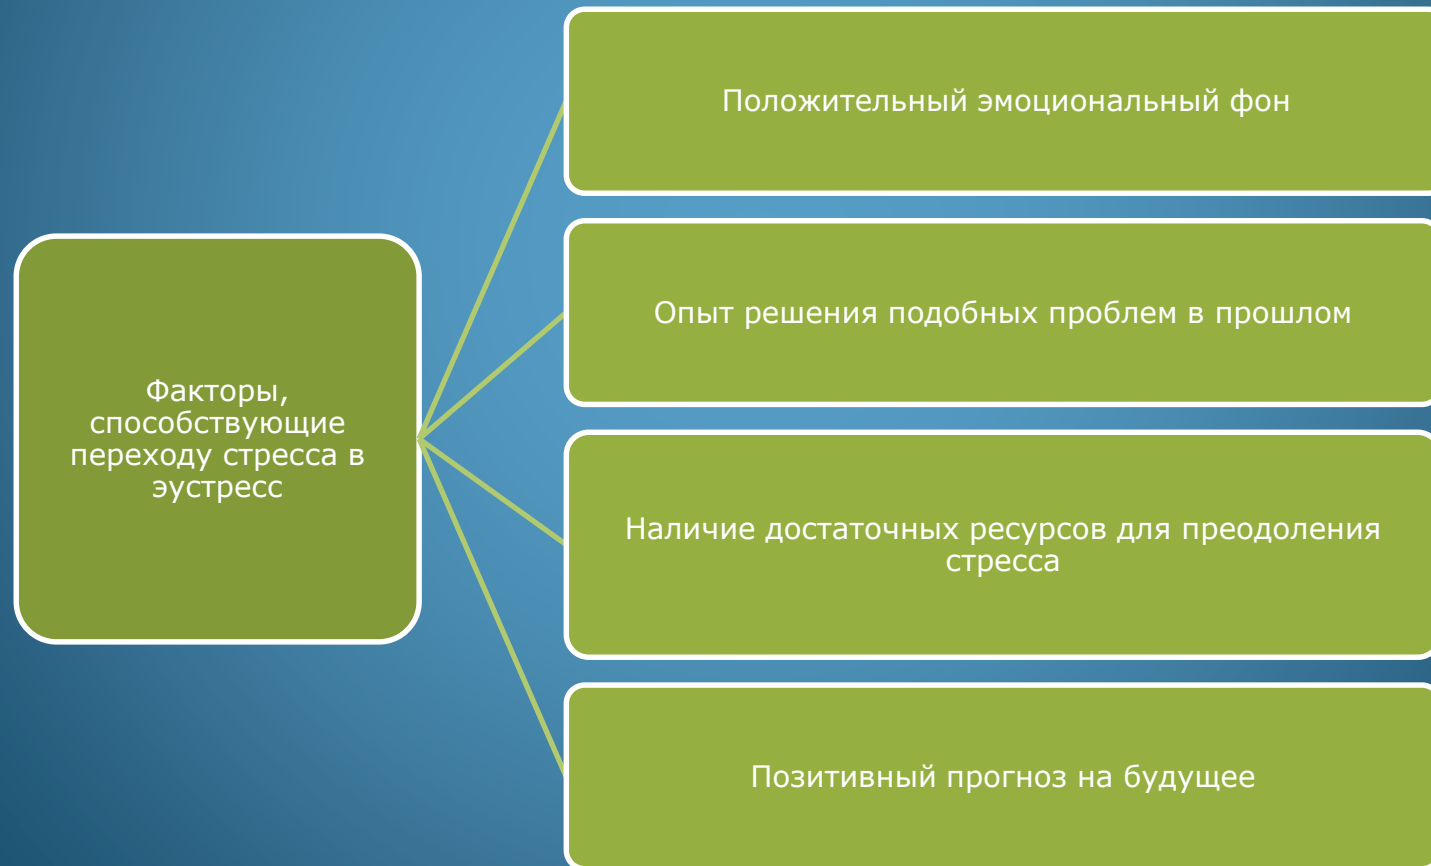 Факторы,
способствующие
переходу стресса в
эустресс
Положительный эмоциональный фон
Опыт решения подобных проблем в прошлом
Наличие достаточных ресурсов для преодоления
стресса
Позитивный прогноз на будущее